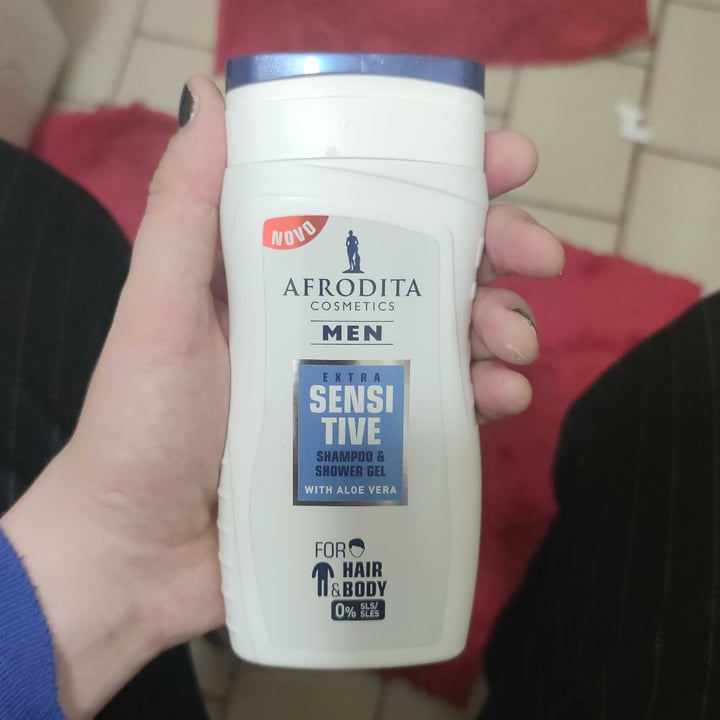 NOVO
AFRODITA
COSMETICS
MEN
EXTRA
SENSI
TIVE
SHAMPOO &
SHOWER GEL
WITH ALOE VERA
FOR
HAIR
& BODY
0% SLS/
SLES